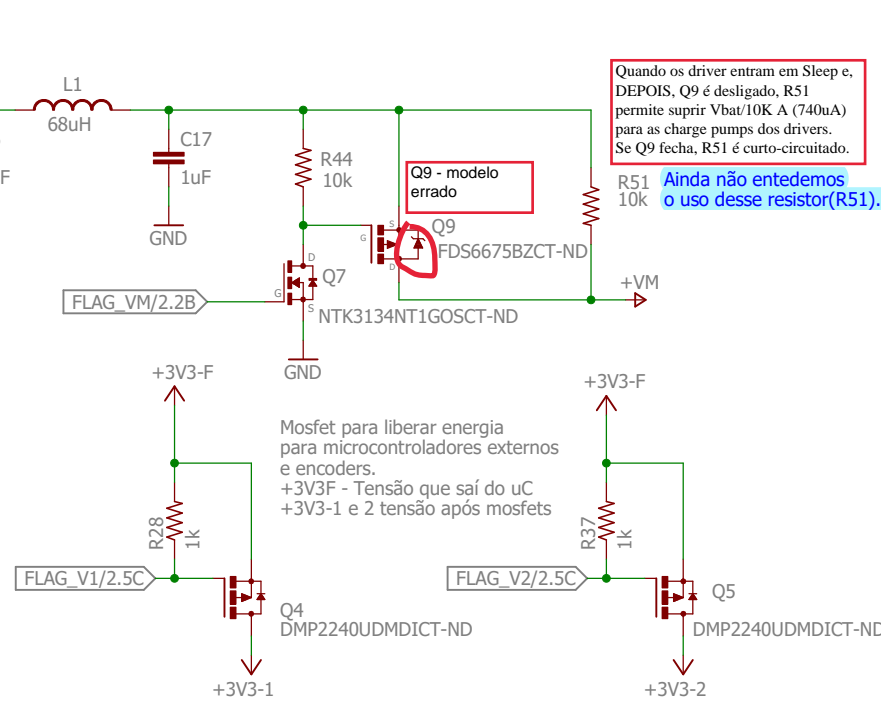 L1
68uH
F
C17
1uF
GND
R44
10k
Q9 - modelo
errado
Quando os driver entram em Sleep e,
DEPOIS, Q9 é desligado, R51
permite suprir Vbat/10K A (740uA)
para as charge pumps dos drivers.
Se Q9 fecha, R51 é curto-circuitado.
R51
10k
Ainda não entedemos
o uso desse resistor(R51).
S
G
D
Q9
FDS6675BZCT-ND
D
G
S
Q7
NTK3134NT1GOSCT-ND
FLAG_VM/2.2B
GND
+VM
+3V3-F
R28
1k
FLAG_V1/2.5C
Q4
DMP2240UDMDICT-ND
+3V3-1
Mosfet para liberar energia
para microcontroladores externos
e encoders.
+3V3F - Tensão que saí do uC
+3V3-1 e 2 tensão após mosfets
+3V3-F
R37
1k
FLAG_V2/2.5C
Q5
DMP2240UDMDICT-ND
+3V3-2